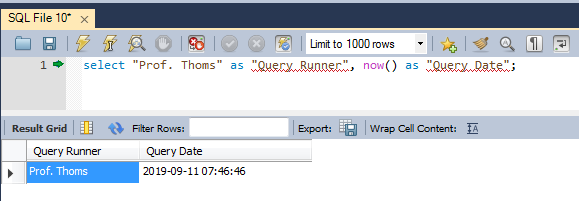 SQL File 10*
Limit to 1000 rows
1 select "Prof. Thoms" as "Query Runner", now() as "Query Date";
Result Grid Filter Rows: Export: Wrap Cell Content:
Query Runner Query Date
Prof. Thoms 2019-09-11 07:46:46